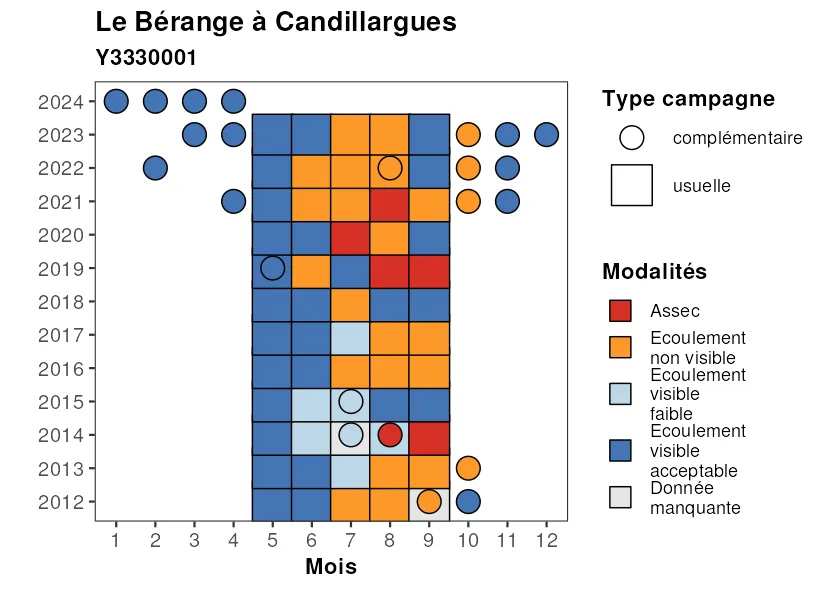 Le Bérange à Candillargues
Y3330001
2024
2023
2022
2021
2020
2019
2018
2017
2016
2015
2014
2013
2012
1 2 3 4 5 6 7 8 9 10 11 12
Mois
Type campagne
complémentaire
usuelle
Modalités
Assec
Ecoulement
non visible
Ecoulement
visible
faible
Ecoulement
visible
acceptable
Donnée
manquante